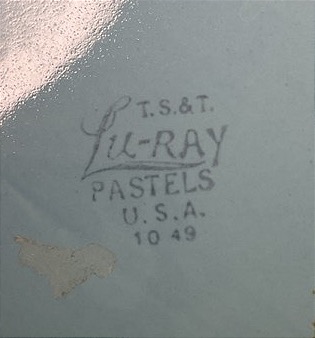 T.S.&T.
Lu-RAY
PASTELS
U.S.A.
10 49